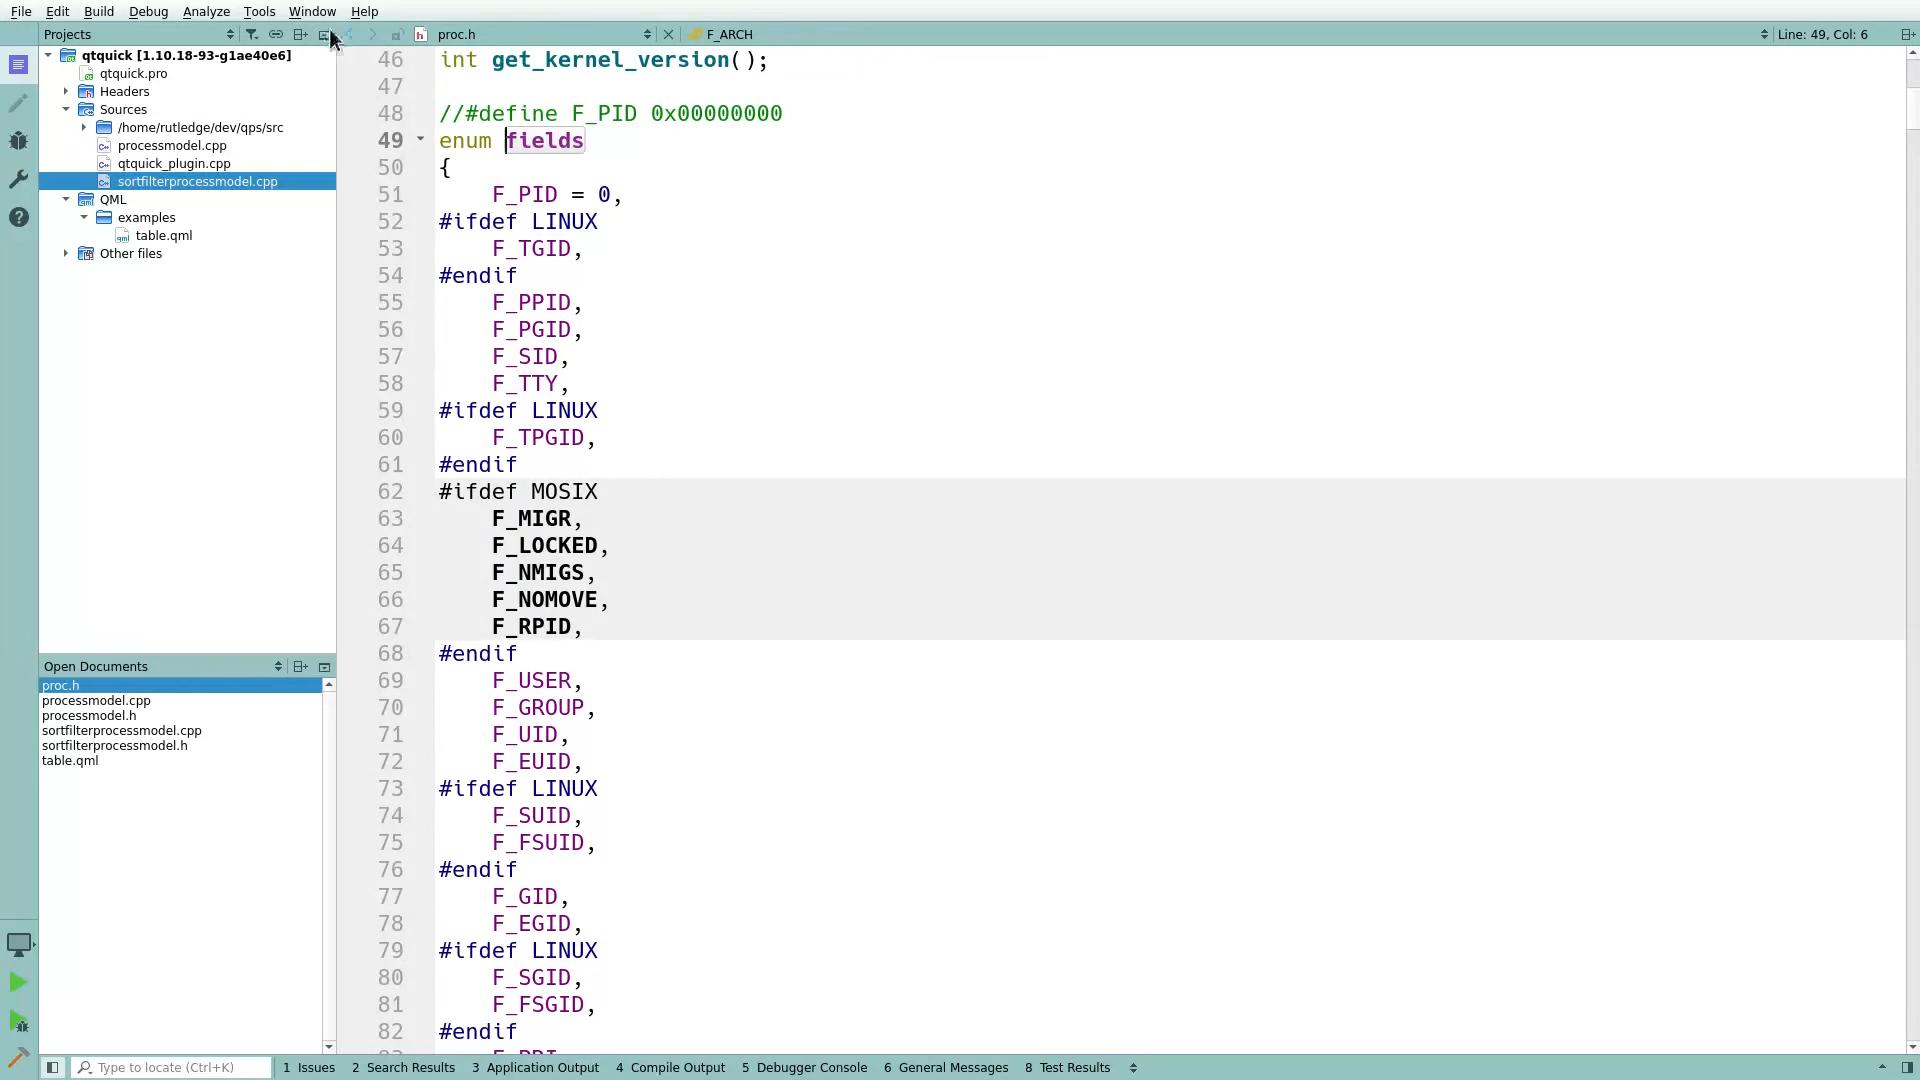 File Edit Build Debug Analyze Tools Window Help
Projects proc.h F_ARCH Line: 49, Col: 6
qtquick [1.10.18-93-g1ae40e6]
qtquick.pro
Headers
Sources
/home/rutledge/dev/qps/src
processmodel.cpp
qtquick_plugin.cpp
sortfilterprocessmodel.cpp
QML
examples
table.qml
Other files
Open Documents
proc.h
processmodel.cpp
processmodel.h
sortfilterprocessmodel.cpp
sortfilterprocessmodel.h
table.qml
46 int get_kernel_version();
47
48 //#define F_PID 0x00000000
49 enum fields
50 {
51 F_PID = 0,
52 #ifdef LINUX
53 F_TGID,
54 #endif
55 F_PPID,
56 F_PGID,
57 F_SID,
58 F_TTY,
59 #ifdef LINUX
60 F_TPGID,
61 #endif
62 #ifdef MOSIX
63 F_MIGR,
64 F_LOCKED,
65 F_NMIGS,
66 F_NOMOVE,
67 F_RPID,
68 #endif
69 F_USER,
70 F_GROUP,
71 F_UID,
72 F_EUID,
73 #ifdef LINUX
74 F_SUID,
75 F_FSUID,
76 #endif
77 F_GID,
78 F_EGID,
79 #ifdef LINUX
80 F_SGID,
81 F_FSGID,
82 #endif
Type to locate (Ctrl+K) 1 Issues 2 Search Results 3 Application Output 4 Compile Output 5 Debugger Console 6 General Messages 8 Test Results